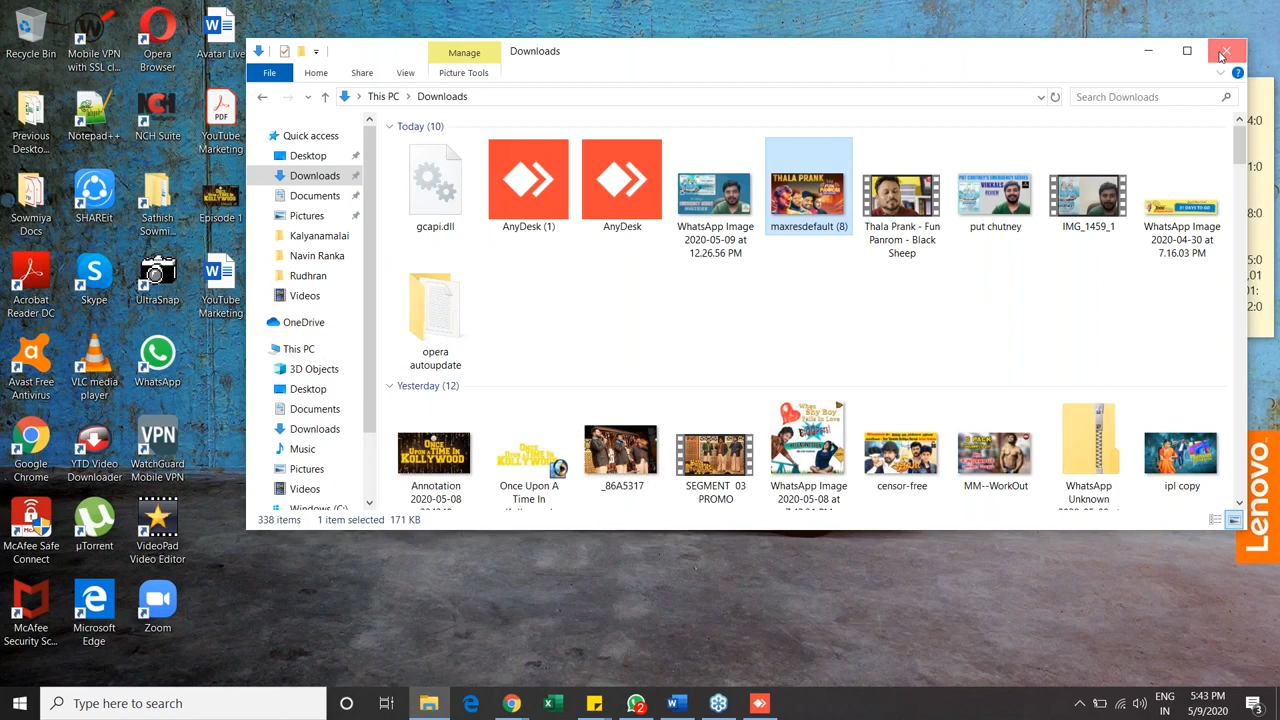 Recycle Bin
Mobile VPN
with SSL cl...
Opera
Browser
Avatar Live
Previous
Deskto...
Notepad++
NCH Suite
YouTube
Marketing
Sowmiya
Docs
SHAREit
Sathish
Sowmi...
Episode 1
Acrobat
Reader DC
Skype
UltraSnap
YouTube
Marketing
Avast Free
Antivirus
VLC media
player
WhatsApp
Google
Chrome
YTD Video
Downloader
WatchGuard
Mobile VPN
McAfee Safe
Connect
µTorrent
VideoPad
Video Editor
McAfee
Security Sc...
Microsoft
Edge
Zoom
Manage
Downloads
File
Home
Share
View
Picture Tools
This PC
Downloads
Search Downloads
Quick access
Desktop
Downloads
Documents
Pictures
Kalyanamalai
Navin Ranka
Rudhran
Videos
OneDrive
This PC
3D Objects
Desktop
Documents
Downloads
Music
Pictures
Videos
Windows (C:)
Today (10)
gcapi.dll
AnyDesk (1)
AnyDesk
WhatsApp Image
2020-05-09 at
12.26.56 PM
maxresdefault (8)
Thala Prank - Fun
Panrom - Black
Sheep
put chutney
IMG_1459_1
WhatsApp Image
2020-04-30 at
7.16.03 PM
opera
autoupdate
Yesterday (12)
Annotation
2020-05-08
Once Upon A
Time In
_86A5317
SEGMENT 03
PROMO
WhatsApp Image
2020-05-08 at
censor-free
MM--WorkOut
WhatsApp
Unknown
ipl copy
338 items
1 item selected 171 KB
Lenovo
Type here to search
2
ENG
IN
5:43 PM
5/9/2020
3